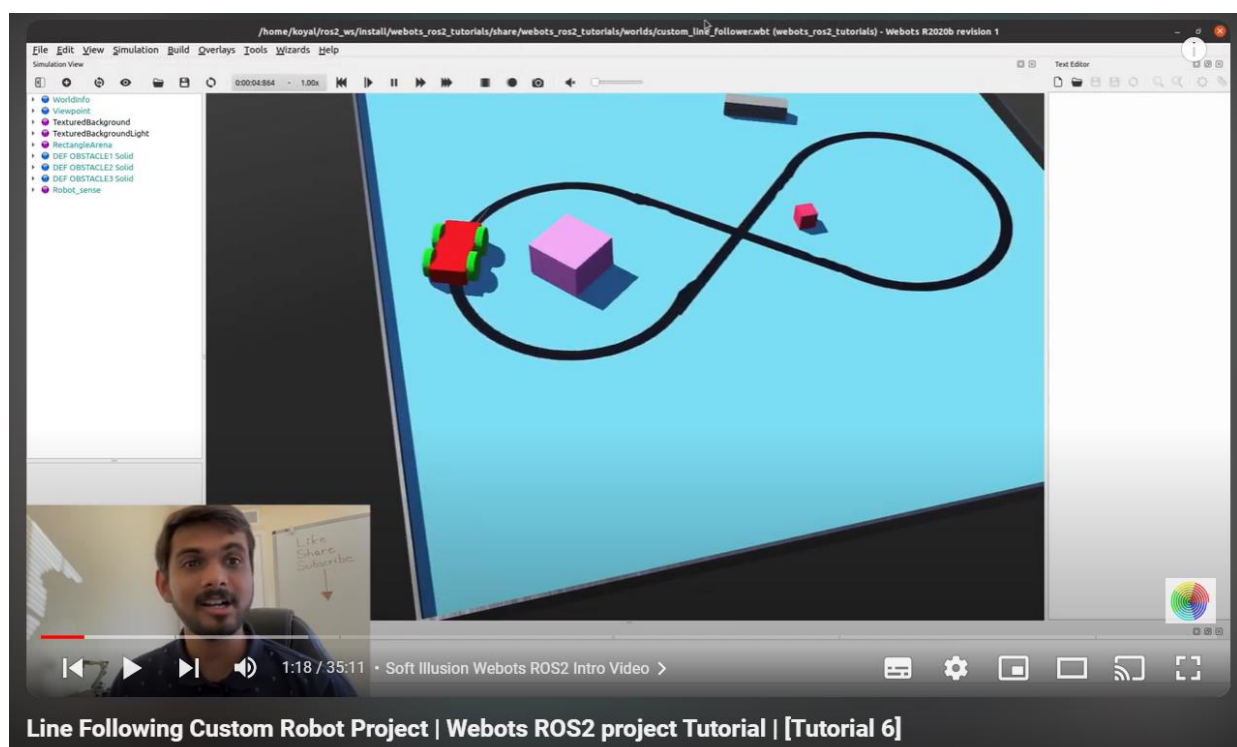 /home/koyal/ros2_ws/install/webots_ros2_tutorials/share/webots_ros2_tutorials/worlds/custom_line_follower.wbt (webots_ros2_tutorials) - Webots R2020b revision 1
File Edit View Simulation Build Overlays Tools Wizards Help
Simulation View
Text Editor
0:00:04:864 - 1.00x
WorldInfo
Viewpoint
TexturedBackground
TexturedBackgroundLight
RectangleArena
DEF OBSTACLE1 Solid
DEF OBSTACLE2 Solid
DEF OBSTACLE3 Solid
Robot_sense
Like
Share
Subscribe
1:18 / 35:11 • Soft Illusion Webots ROS2 Intro Video >
Line Following Custom Robot Project | Webots ROS2 project Tutorial | [Tutorial 6]